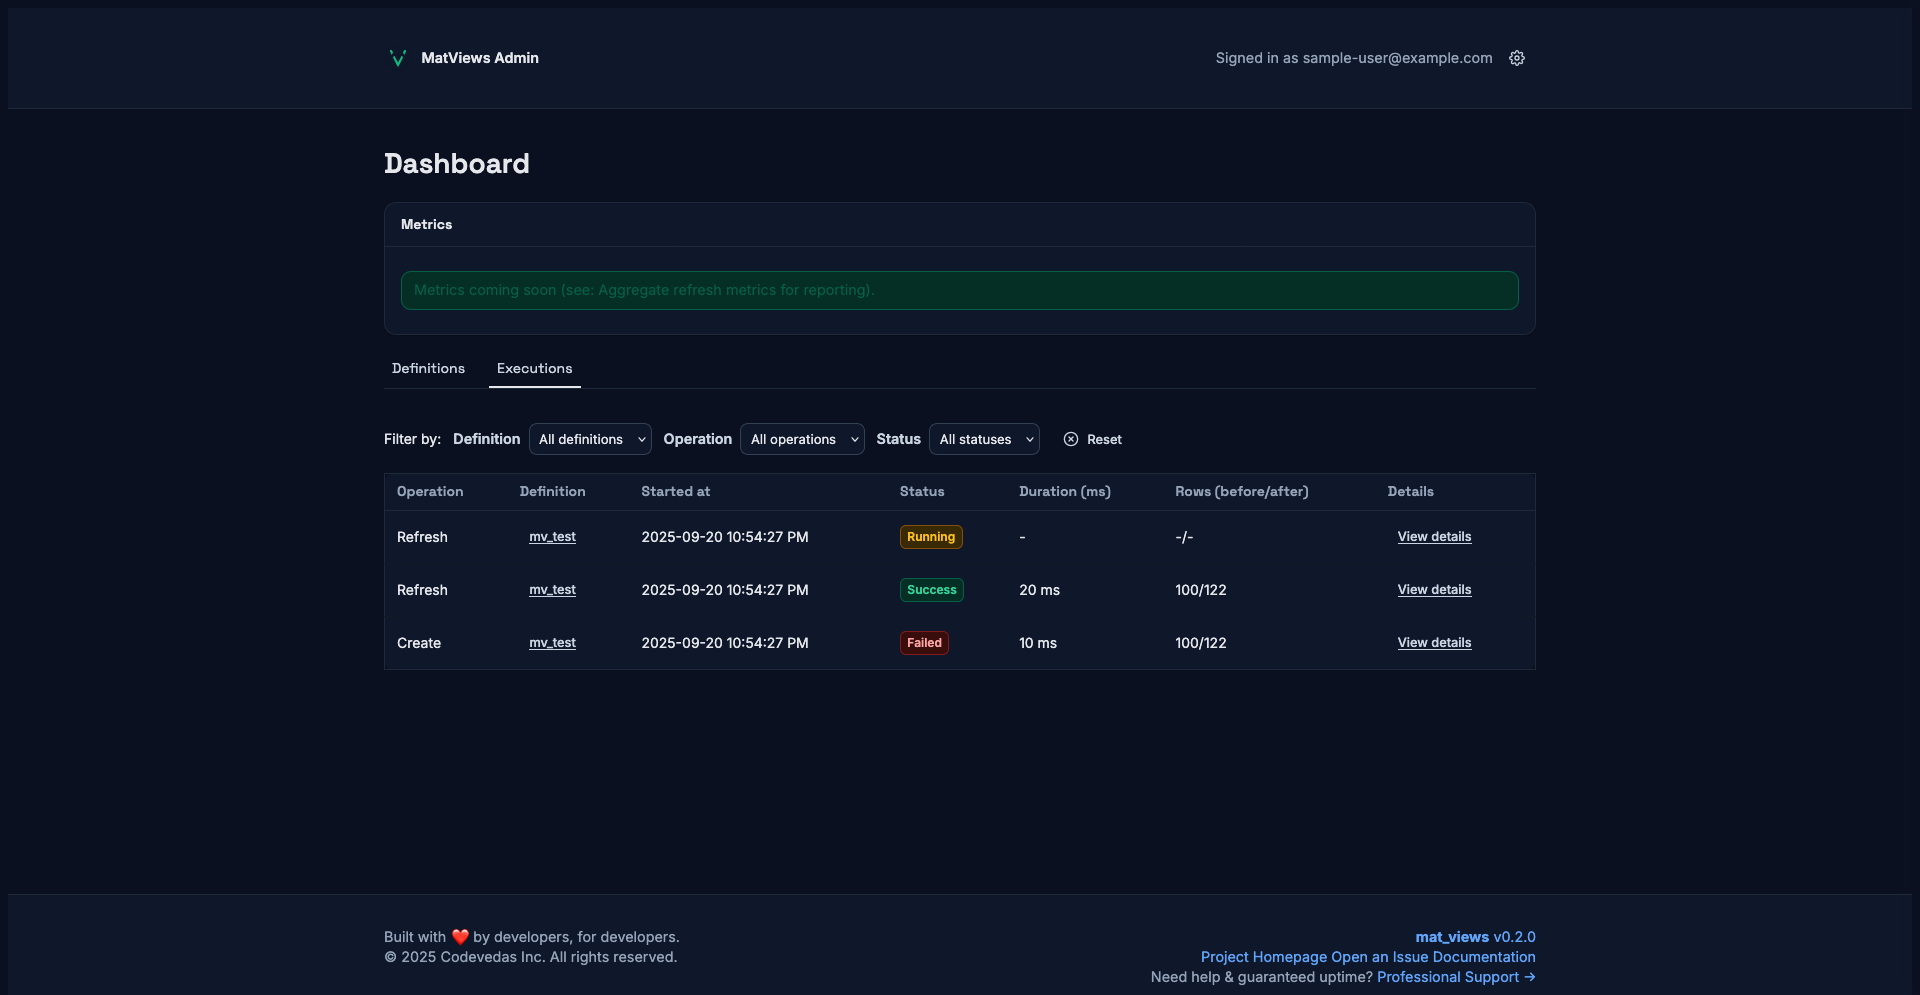 MatViews Admin Signed in as sample-user@example.com
Dashboard
Metrics
Metrics coming soon (see: Aggregate refresh metrics for reporting).
Definitions Executions
Filter by: Definition All definitions Operation All operations Status All statuses Reset
Operation Definition Started at Status Duration (ms) Rows (before/after) Details
Refresh mv_test 2025-09-20 10:54:27 PM Running - -/- View details
Refresh mv_test 2025-09-20 10:54:27 PM Success 20 ms 100/122 View details
Create mv_test 2025-09-20 10:54:27 PM Failed 10 ms 100/122 View details
Built with ❤️ by developers, for developers.
© 2025 Codevedas Inc. All rights reserved.
mat_views v0.2.0
Project Homepage Open an Issue Documentation
Need help & guaranteed uptime? Professional Support →